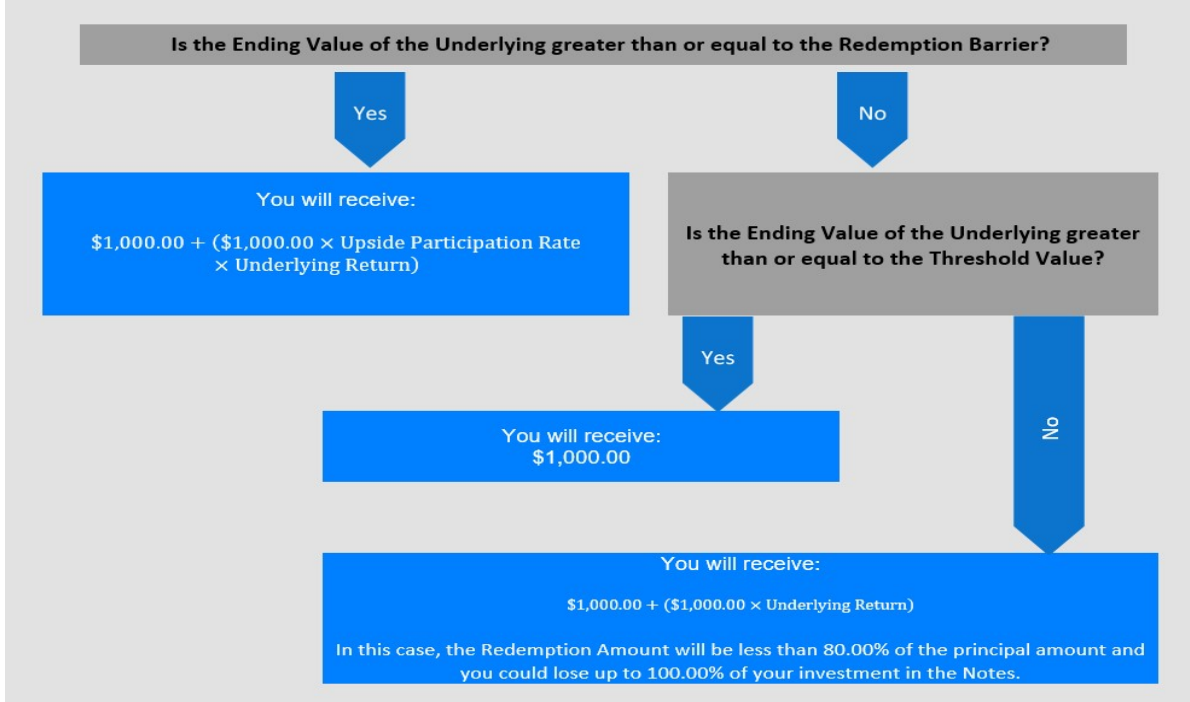 Is the Ending Value of the Underlying greater than or equal to the Redemption Barrier?
Yes
No
You will receive:
$1,000.00 + ($1,000.00 × Upside Participation Rate
× Underlying Return)
Is the Ending Value of the Underlying greater
than or equal to the Threshold Value?
Yes
No
You will receive:
$1,000.00
You will receive:
$1,000.00 + ($1,000.00 × Underlying Return)
In this case, the Redemption Amount will be less than 80.00% of the principal amount and
you could lose up to 100.00% of your investment in the Notes.